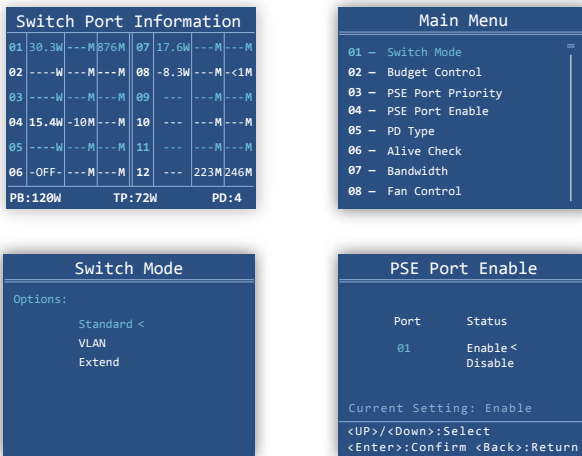 Switch Port Information
01 30.3W ---M 876M 07 17.6W ---M ---M
02 ----W ---M ---M 08 -8.3W ---M -<1M
03 ----W ---M ---M 09 --- ---M ---M
04 15.4W -10M ---M 10 --- ---M ---M
05 ----W ---M ---M 11 --- ---M ---M
06 -OFF- ---M ---M 12 --- 223M 246M
PB:120W TP:72W PD:4
Main Menu
01 – Switch Mode
02 – Budget Control
03 – PSE Port Priority
04 – PSE Port Enable
05 – PD Type
06 – Alive Check
07 – Bandwidth
08 – Fan Control
Switch Mode
Options:
Standard <
VLAN
Extend
PSE Port Enable
Port Status
01 Enable <
Disable
Current Setting: Enable
<UP>/<Down>:Select
<Enter>:Confirm <Back>:Return